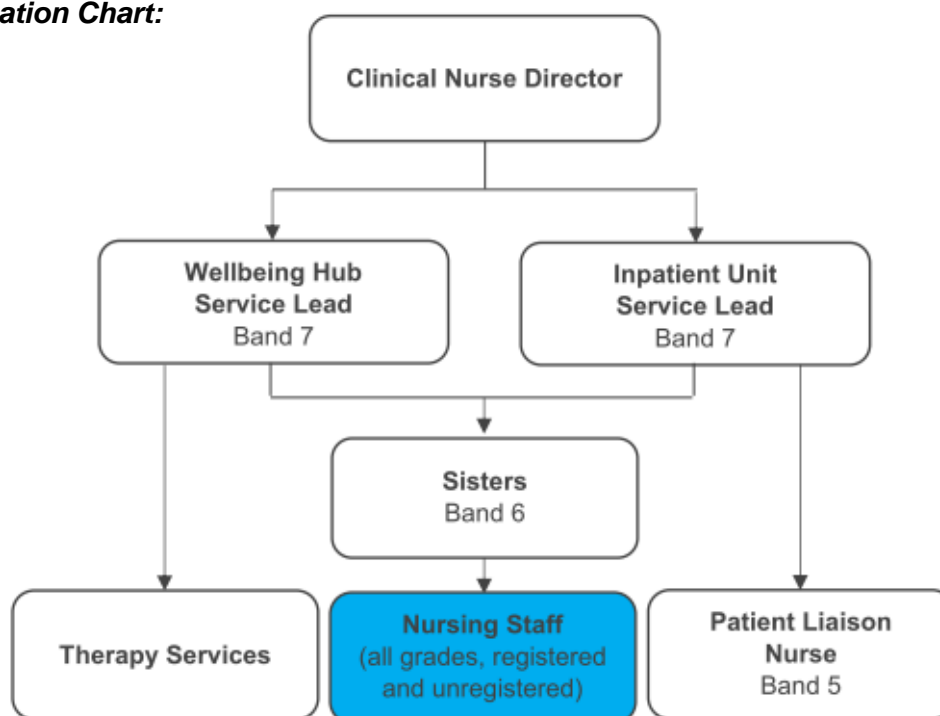 ation Chart:
Clinical Nurse Director
Wellbeing Hub
Service Lead
Band 7
Inpatient Unit
Service Lead
Band 7
Sisters
Band 6
Therapy Services
Nursing Staff
(all grades, registered
and unregistered)
Patient Liaison
Nurse
Band 5